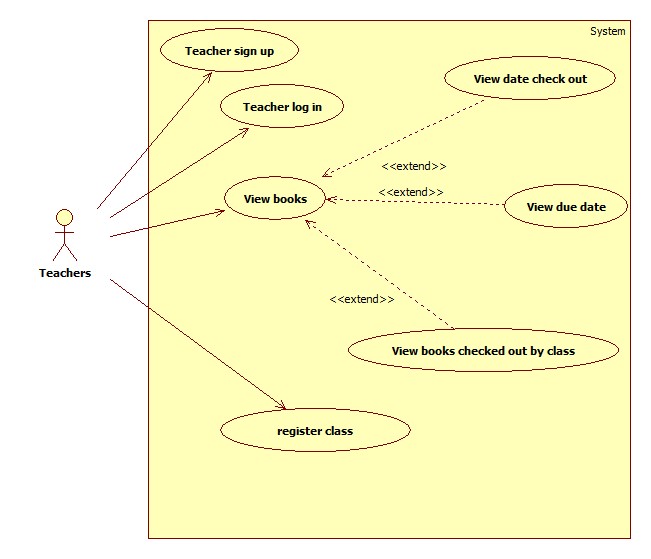 System
Teacher sign up
View date check out
Teacher log in
<<extend>>
<<extend>>
View books
View due date
Teachers
<<extend>>
View books checked out by class
register class